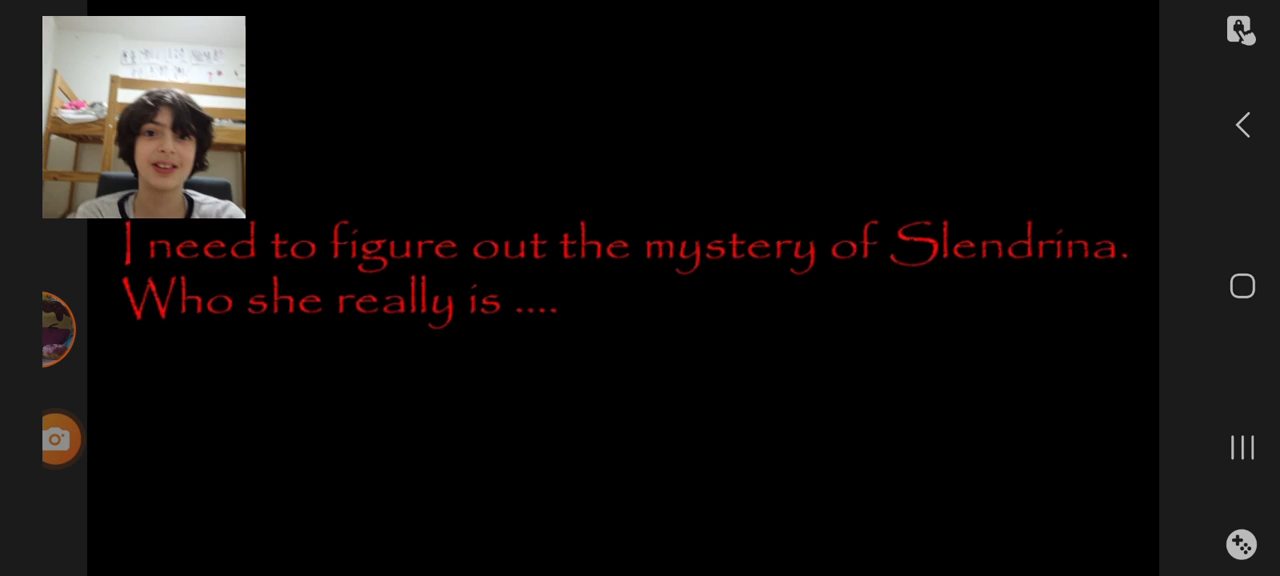 I need to figure out the mystery of Slendrina.
Who she really is ....